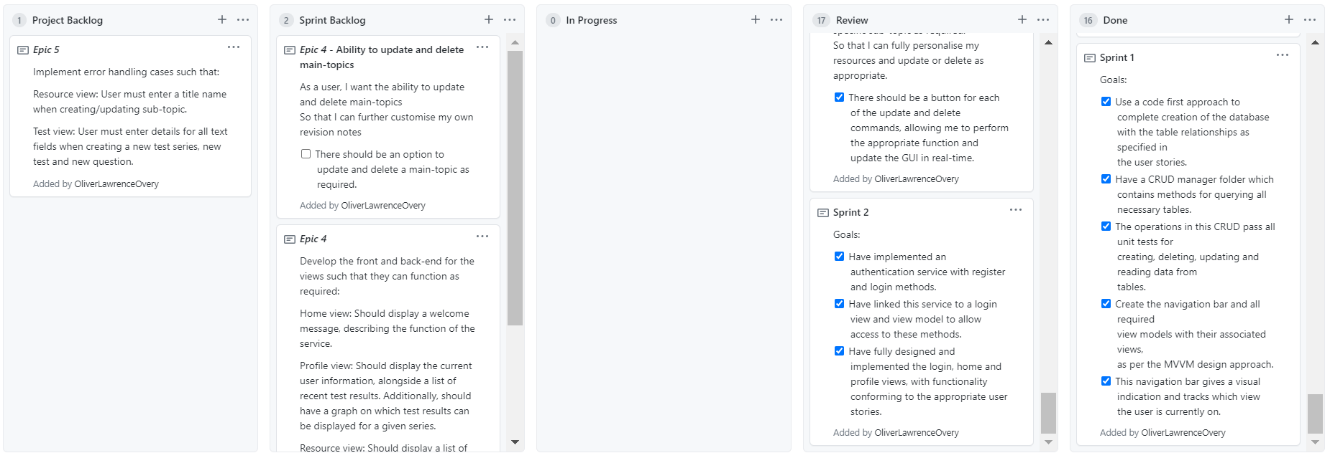 1 Project Backlog
Epic 5
Implement error handling cases such that:
Resource view: User must enter a title name
when creating/updating sub-topic.
Test view: User must enter details for all text
fields when creating a new test series, new
test and new question.
Added by OliverLawrenceOvery
2 Sprint Backlog
Epic 4 - Ability to update and delete
main-topics
As a user, I want the ability to update
and delete main-topics
So that I can further customise my own
revision notes
There should be an option to
update and delete a main-topic as
required.
Added by OliverLawrenceOvery
Epic 4
Develop the front and back-end for the
views such that they can function as
required:
Home view: Should display a welcome
message, describing the function of the
service.
Profile view: Should display the current
user information, alongside a list of
recent test results. Additionally, should
have a graph on which test results can
be displayed for a given series.
Resource view: Should display a list of
0 In Progress
17 Review
So that I can fully personalise my
resources and update or delete as
appropriate.
There should be a button for each
of the update and delete
commands, allowing me to perform
the appropriate function and
update the GUI in real-time.
Added by OliverLawrenceOvery
Sprint 2
Goals:
Have implemented an
authentication service with register
and login methods.
Have linked this service to a login
view and view model to allow
access to these methods.
Have fully designed and
implemented the login, home and
profile views, with functionality
conforming to the appropriate user
stories.
Added by OliverLawrenceOvery
16 Done
Sprint 1
Goals:
Use a code first approach to
complete creation of the database
with the table relationships as
specified in
the user stories.
Have a CRUD manager folder which
contains methods for querying all
necessary tables.
The operations in this CRUD pass all
unit tests for
creating, deleting, updating and
reading data from
tables.
Create the navigation bar and all
required
view models with their associated
views.
as per the MVVM design approach.
This navigation bar gives a visual
indication and tracks which view
the user is currently on.
Added by OliverLawrenceOvery